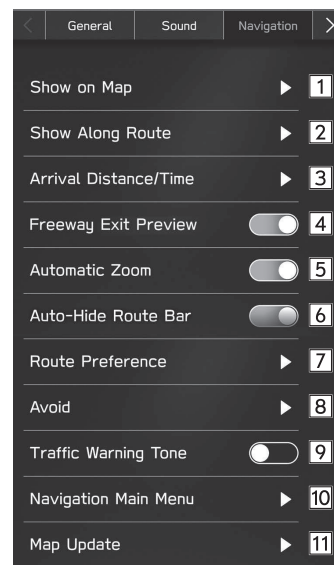 General Sound Navigation
Show on Map 1
Show Along Route 2
Arrival Distance/Time 3
Freeway Exit Preview 4
Automatic Zoom 5
Auto-Hide Route Bar 6
Route Preference 7
Avoid 8
Traffic Warning Tone 9
Navigation Main Menu 10
Map Update 11